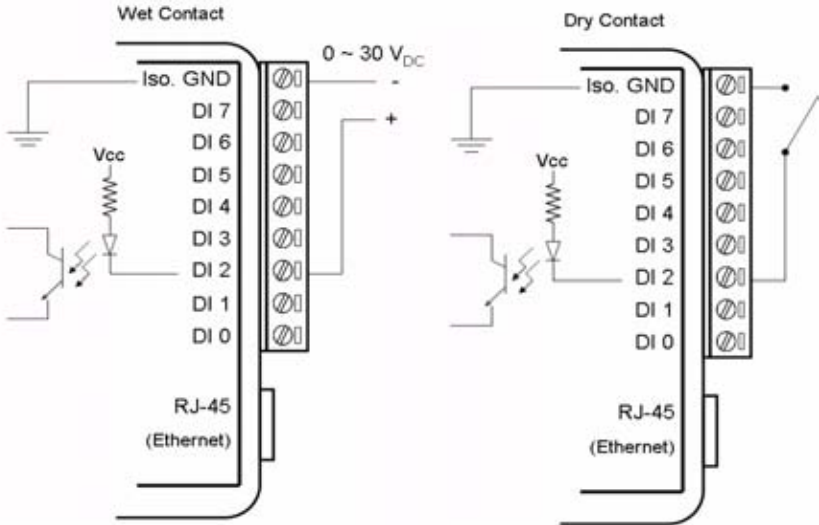 Wet Contact
0 ~ 30 VDC
-
+
Iso. GND
DI 7
DI 6
DI 5
DI 4
DI 3
DI 2
DI 1
DI 0
Vcc
RJ-45
(Ethernet)
Dry Contact
Iso. GND
DI 7
DI 6
DI 5
DI 4
DI 3
DI 2
DI 1
DI 0
Vcc
RJ-45
(Ethernet)